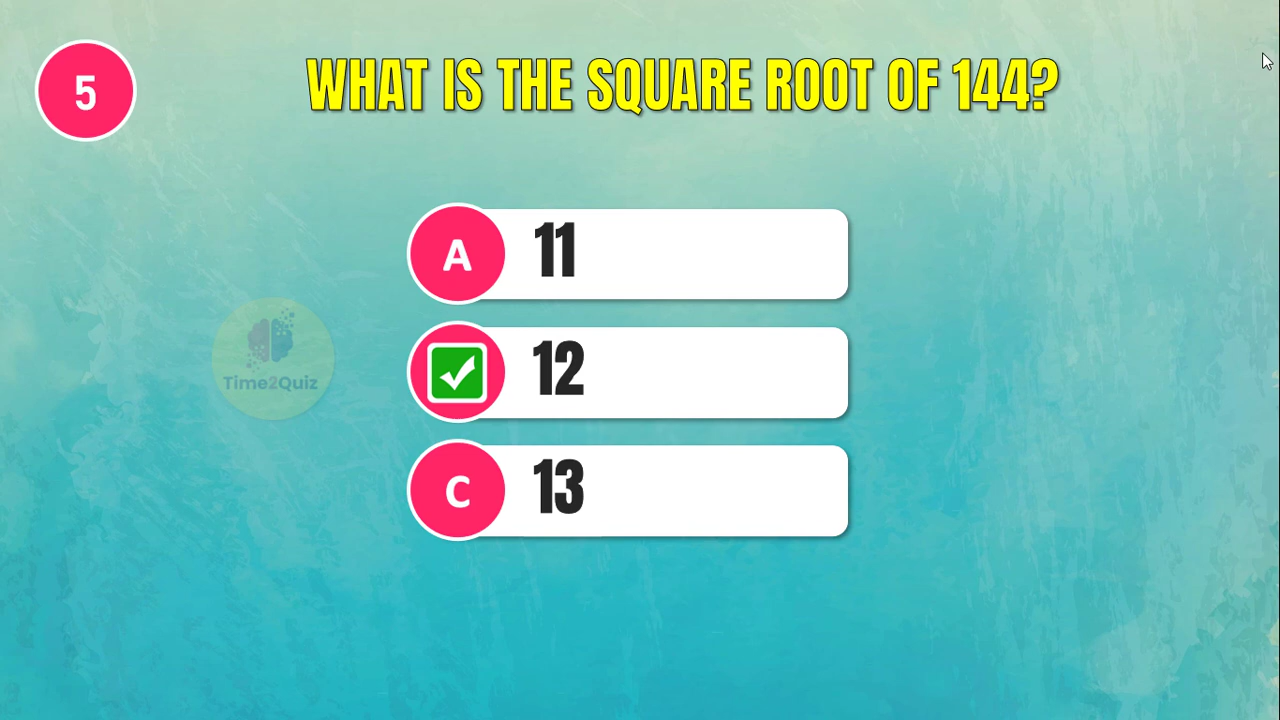 5
WHAT IS THE SQUARE ROOT OF 144?
A 11
12
Time2Quiz
C 13